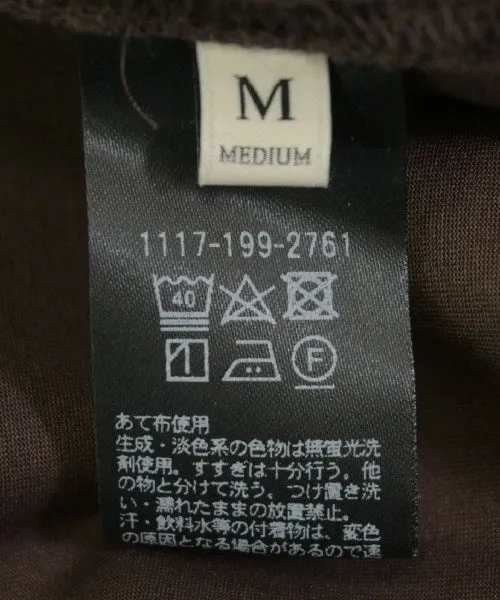 M
MEDIUM
1117-199-2761
40
F
あて布使用
生成・淡色系の色物は無蛍光洗
剤使用。すすぎは十分行う。他
の物と分けて洗う。つけ置き洗
い・濡れたままの放置禁止。
汗・飲料水等の付着物は、変色
の原因となる場合があるので速